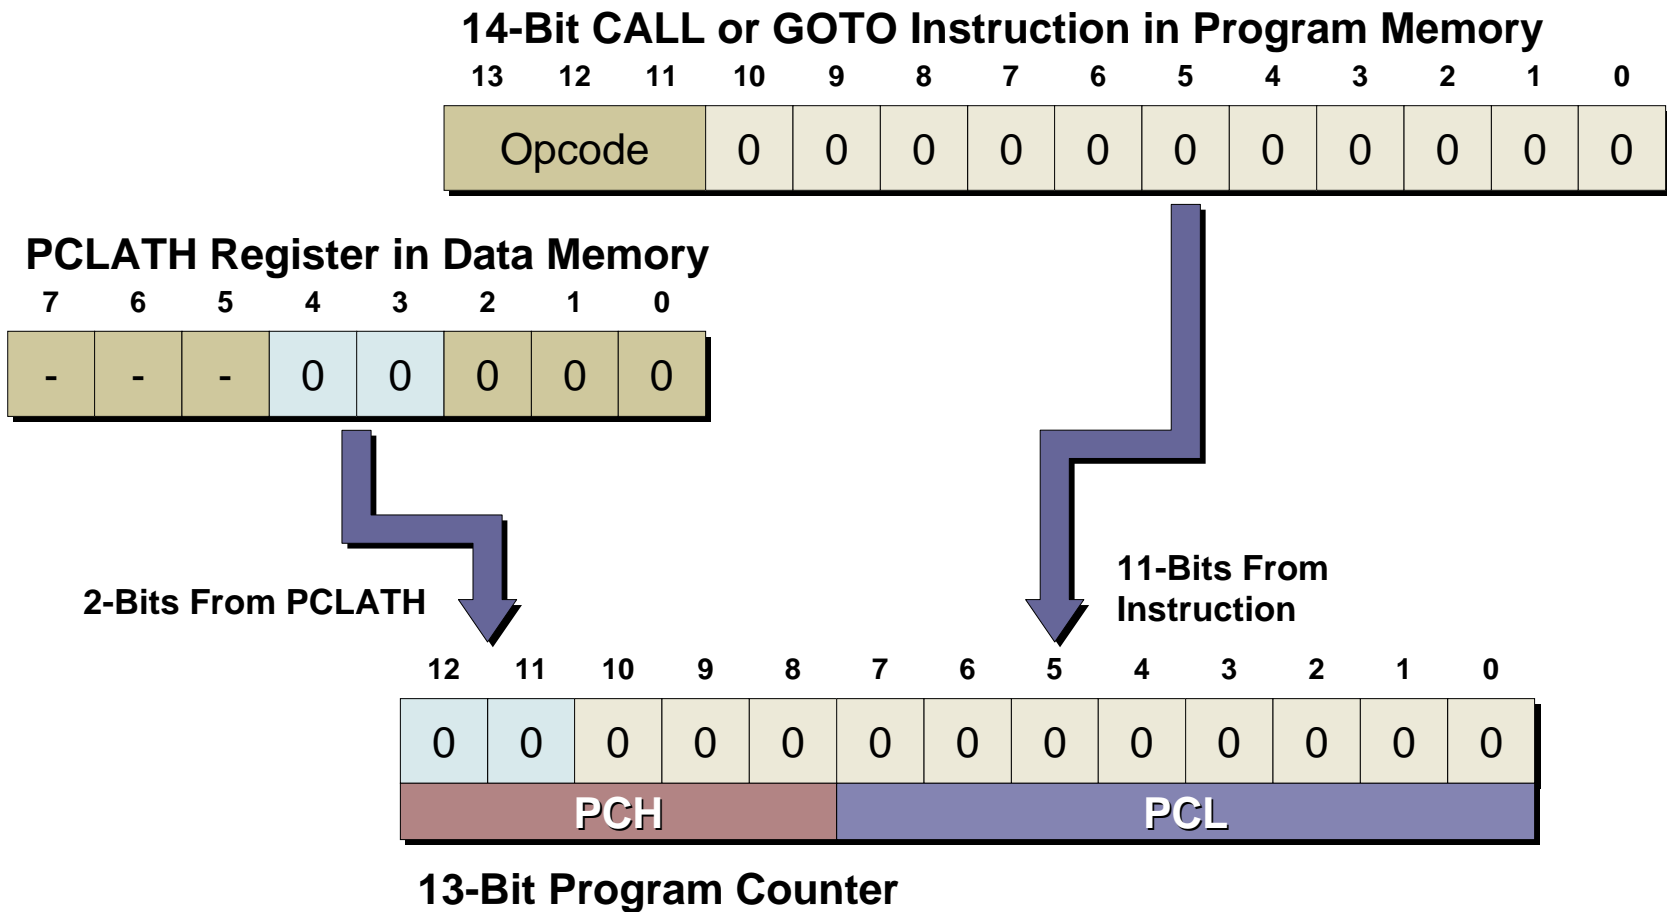 14-Bit CALL or GOTO Instruction in Program Memory
13 12 11 10 9 8 7 6 5 4 3 2 1 0
Opcode 0 0 0 0 0 0 0 0 0 0 0
PCLATH Register in Data Memory
7 6 5 4 3 2 1 0
- - - 0 0 0 0 0
2-Bits From PCLATH
11-Bits From
Instruction
12 11 10 9 8 7 6 5 4 3 2 1 0
0 0 0 0 0 0 0 0 0 0 0 0 0
PCH PCL
13-Bit Program Counter